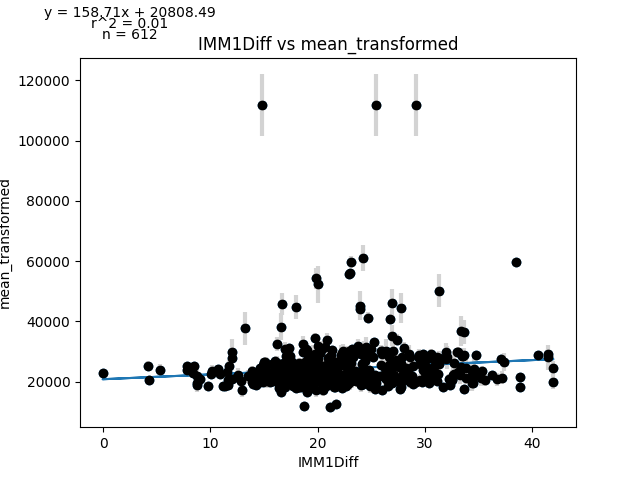 y = 158.71x + 20808.49
r^2 = 0.01
n = 612
IMM1Diff vs mean_transformed
mean_transformed
120000
100000
80000
60000
40000
20000
0 10 20 30 40
IMM1Diff